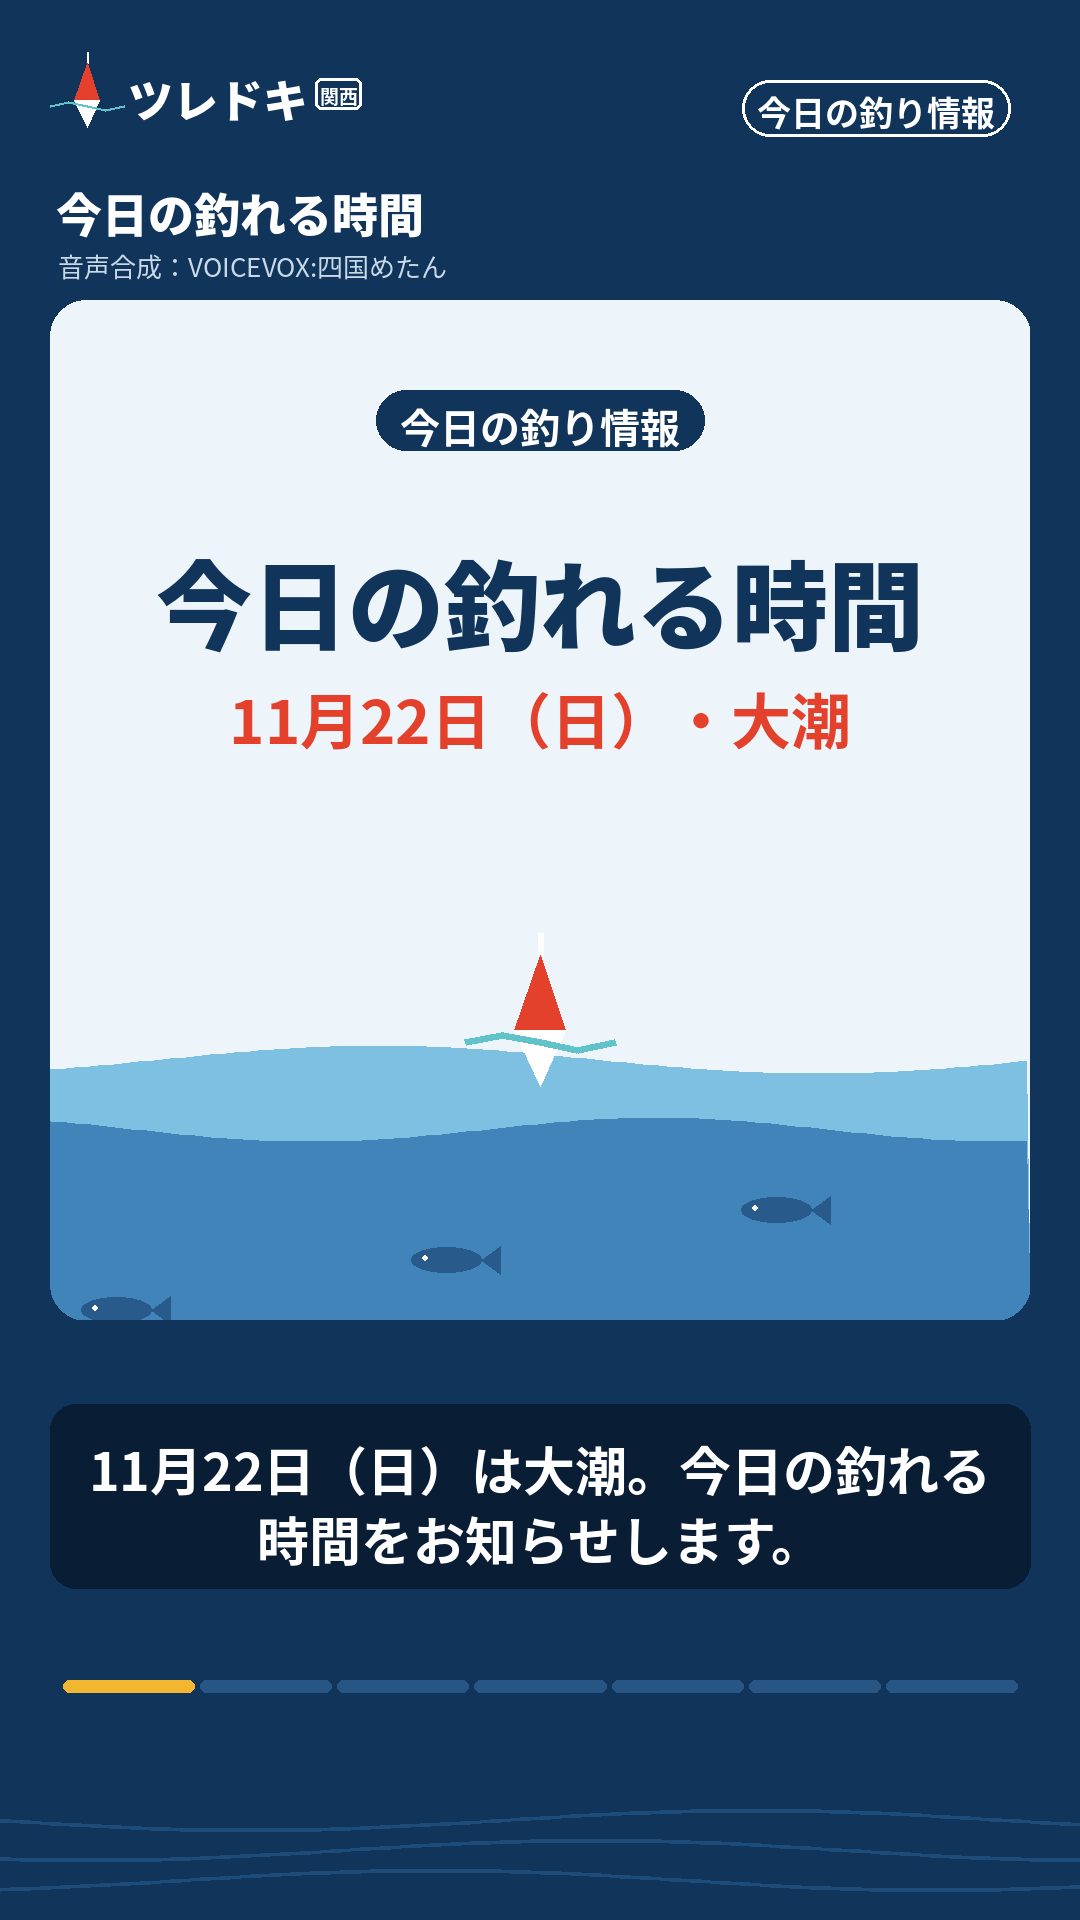 ツレドキ 関西
今日の釣り情報
今日の釣れる時間
音声合成：VOICEVOX:四国めたん
今日の釣り情報
今日の釣れる時間
11月22日（日）・大潮
11月22日（日）は大潮。今日の釣れる
時間をお知らせします。